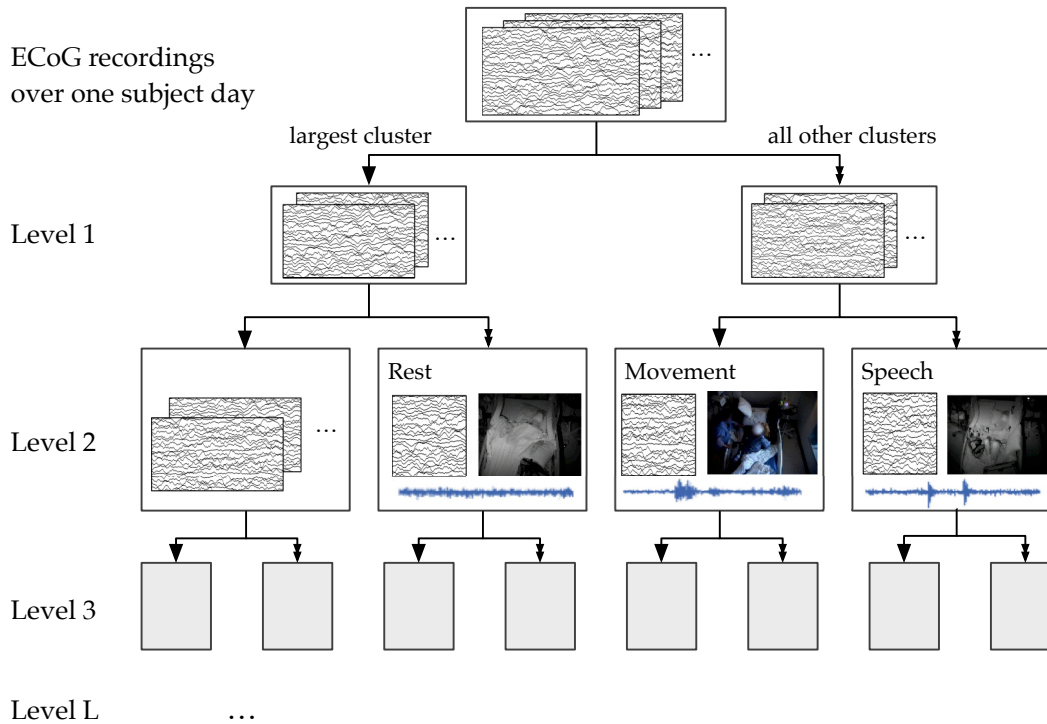 ECoG recordings
over one subject day
…
largest cluster
all other clusters
Level 1
…
…
Level 2
…
Rest
Movement
Speech
Level 3
Level L
…